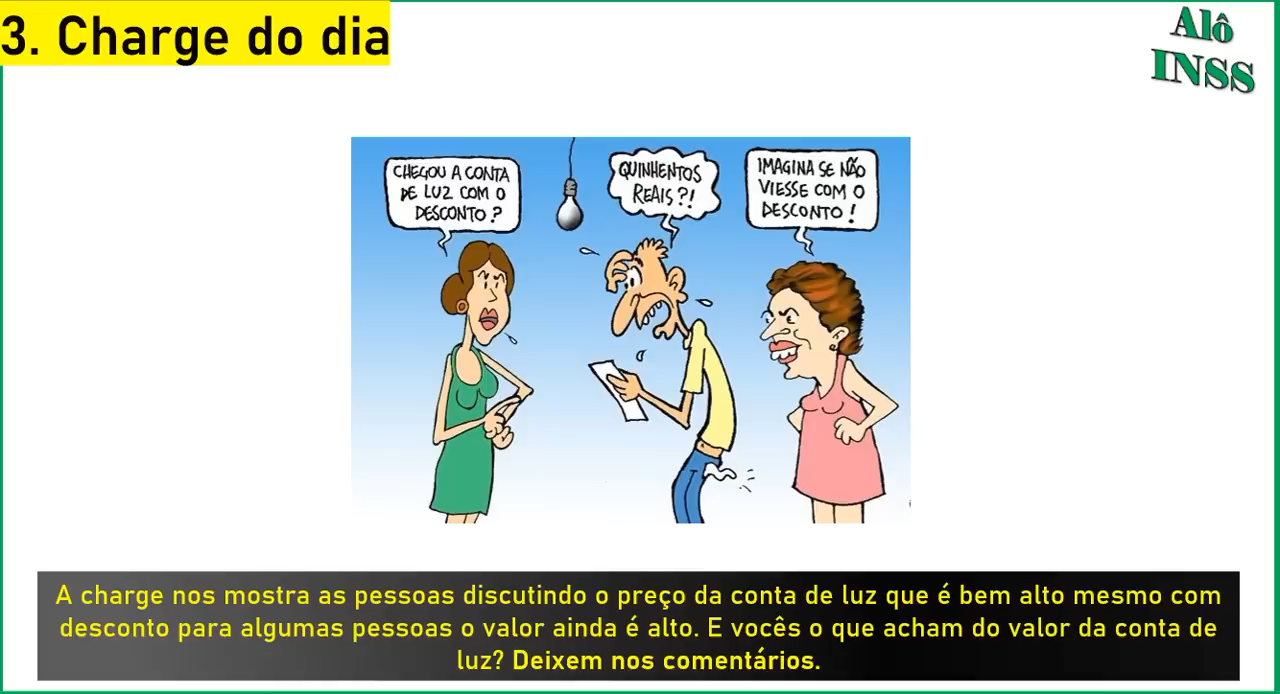 3. Charge do dia
Alô
INSS
CHEGOU A CONTA
DE LUZ COM O
DESCONTO?
QUINHENTOS
REAIS?!
IMAGINA SE NÃO
VIESSE COM O
DESCONTO!
A charge nos mostra as pessoas discutindo o preço da conta de luz que é bem alto mesmo com
desconto para algumas pessoas o valor ainda é alto. E vocês o que acham do valor da conta de
luz? Deixem nos comentários.